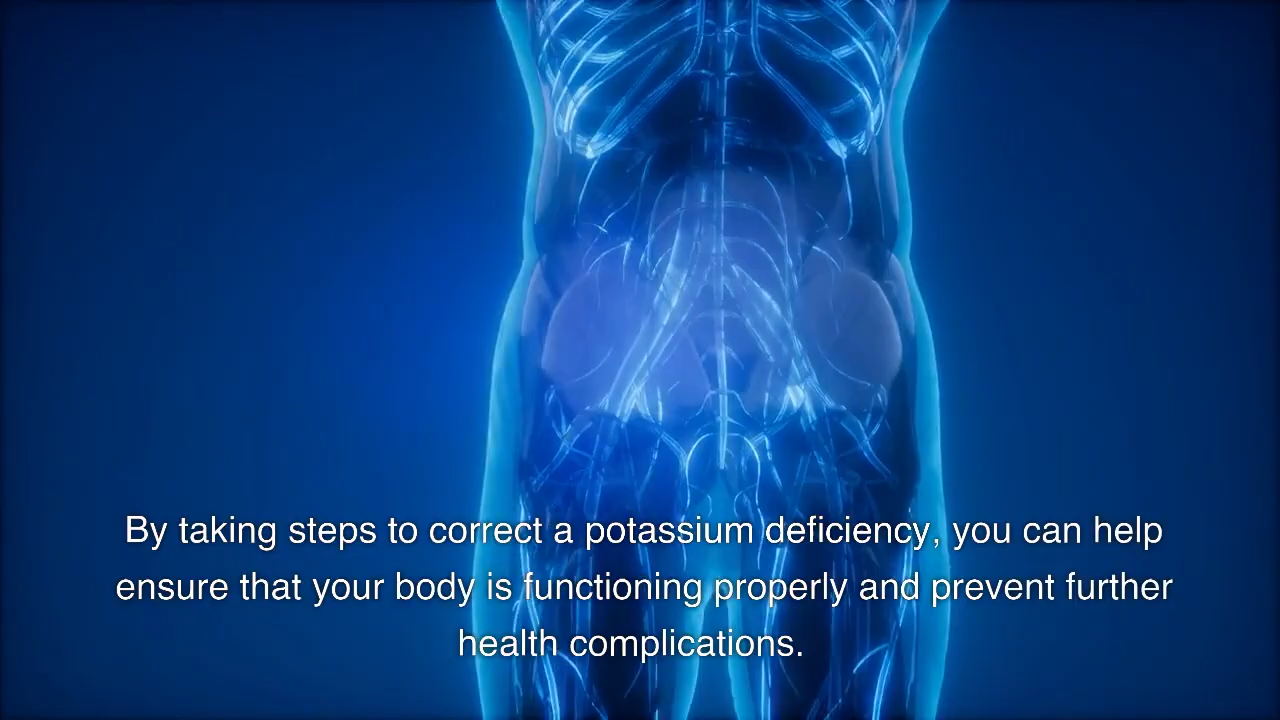 By taking steps to correct a potassium deficiency, you can help
ensure that your body is functioning properly and prevent further
health complications.